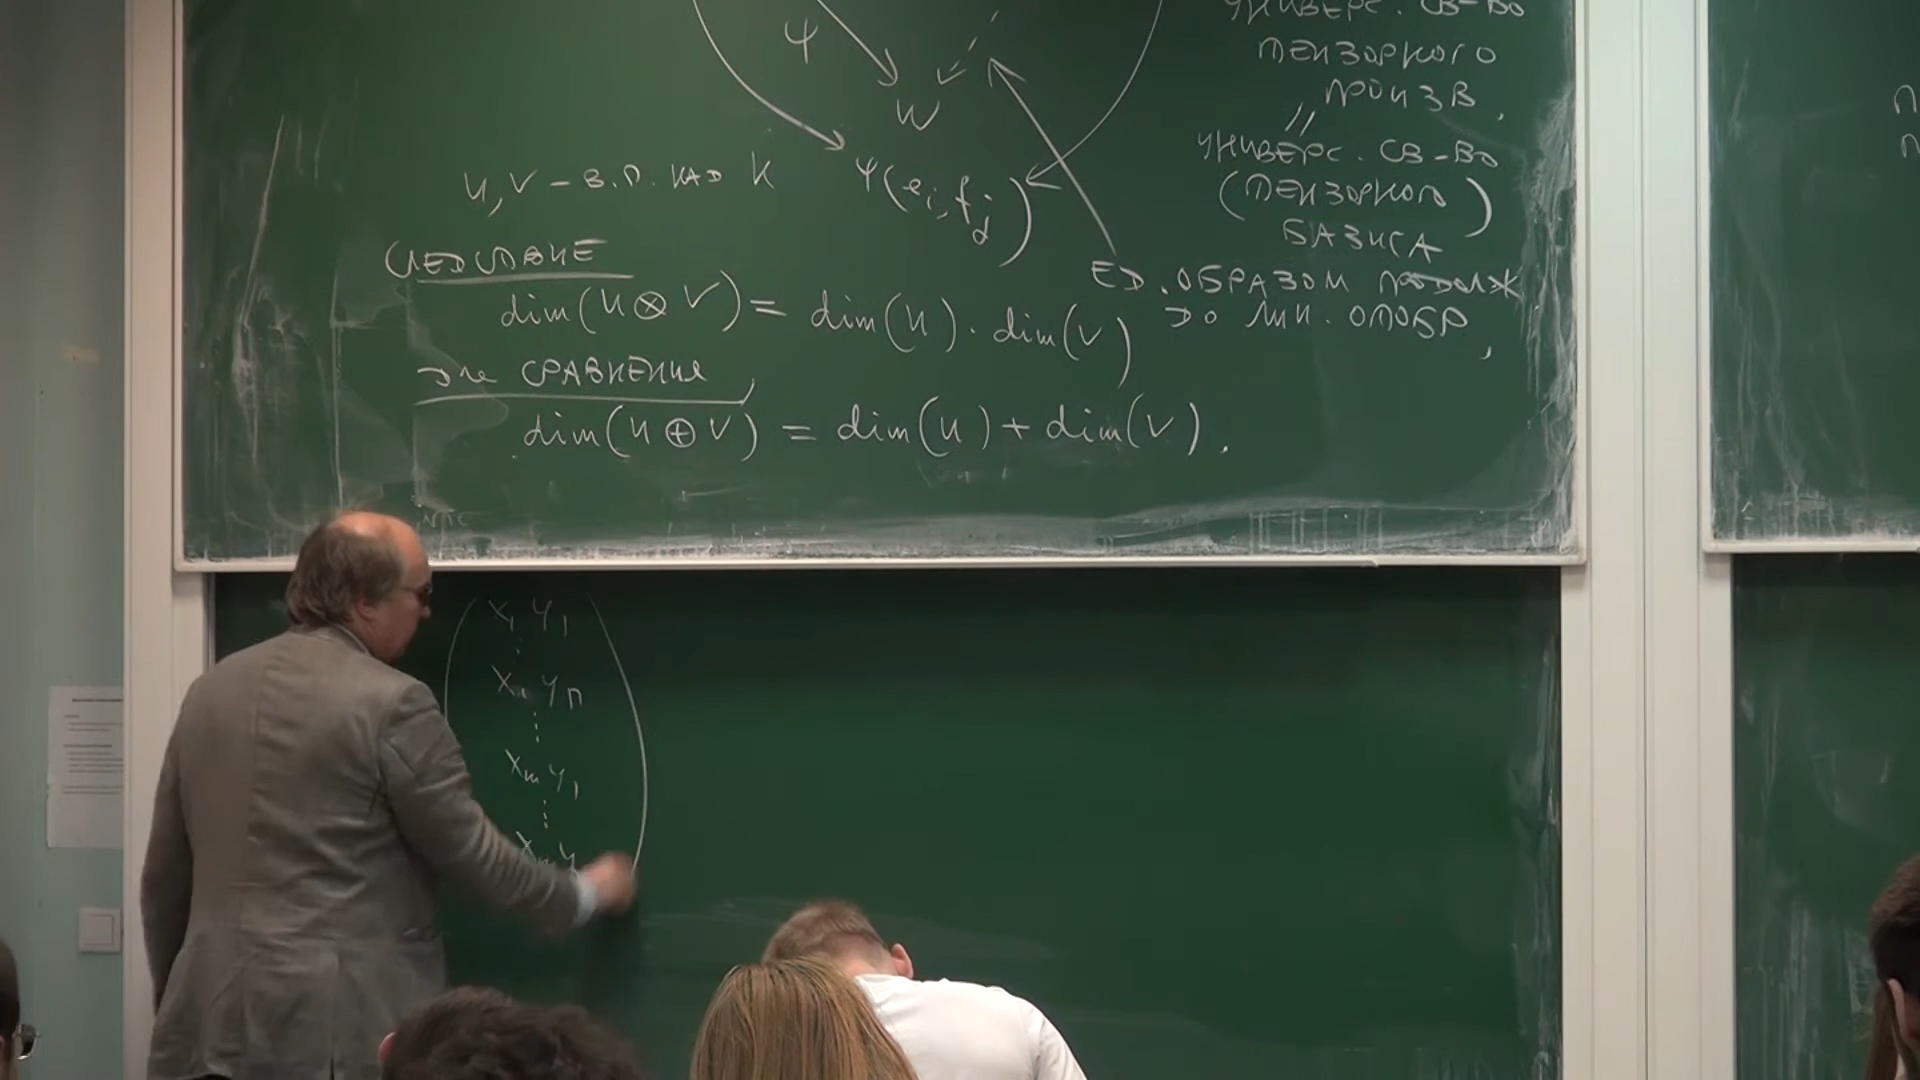 УНИВЕРС. СВ-ВО
ТЕНЗОРНОГО
ПРОИЗВ.
ψ
W
//
УНИВЕРС. СВ-ВО
(ТЕНЗОРНОГО)
БАЗИСА
U, V – В.П. НАД K
ψ(e_i, f_j)
СЛЕДСТВИЕ
ЕД. ОБРАЗОМ ПРОДОЛЖ
ДО ЛИН. ОТОБР,
dim(U ⊗ V) = dim(U) · dim(V)
для СРАВНЕНИЯ,
dim(U ⊕ V) = dim(U) + dim(V).
x_1 y_1
⋮
x_1 y_n
⋮
x_m y_1
⋮
x_m y